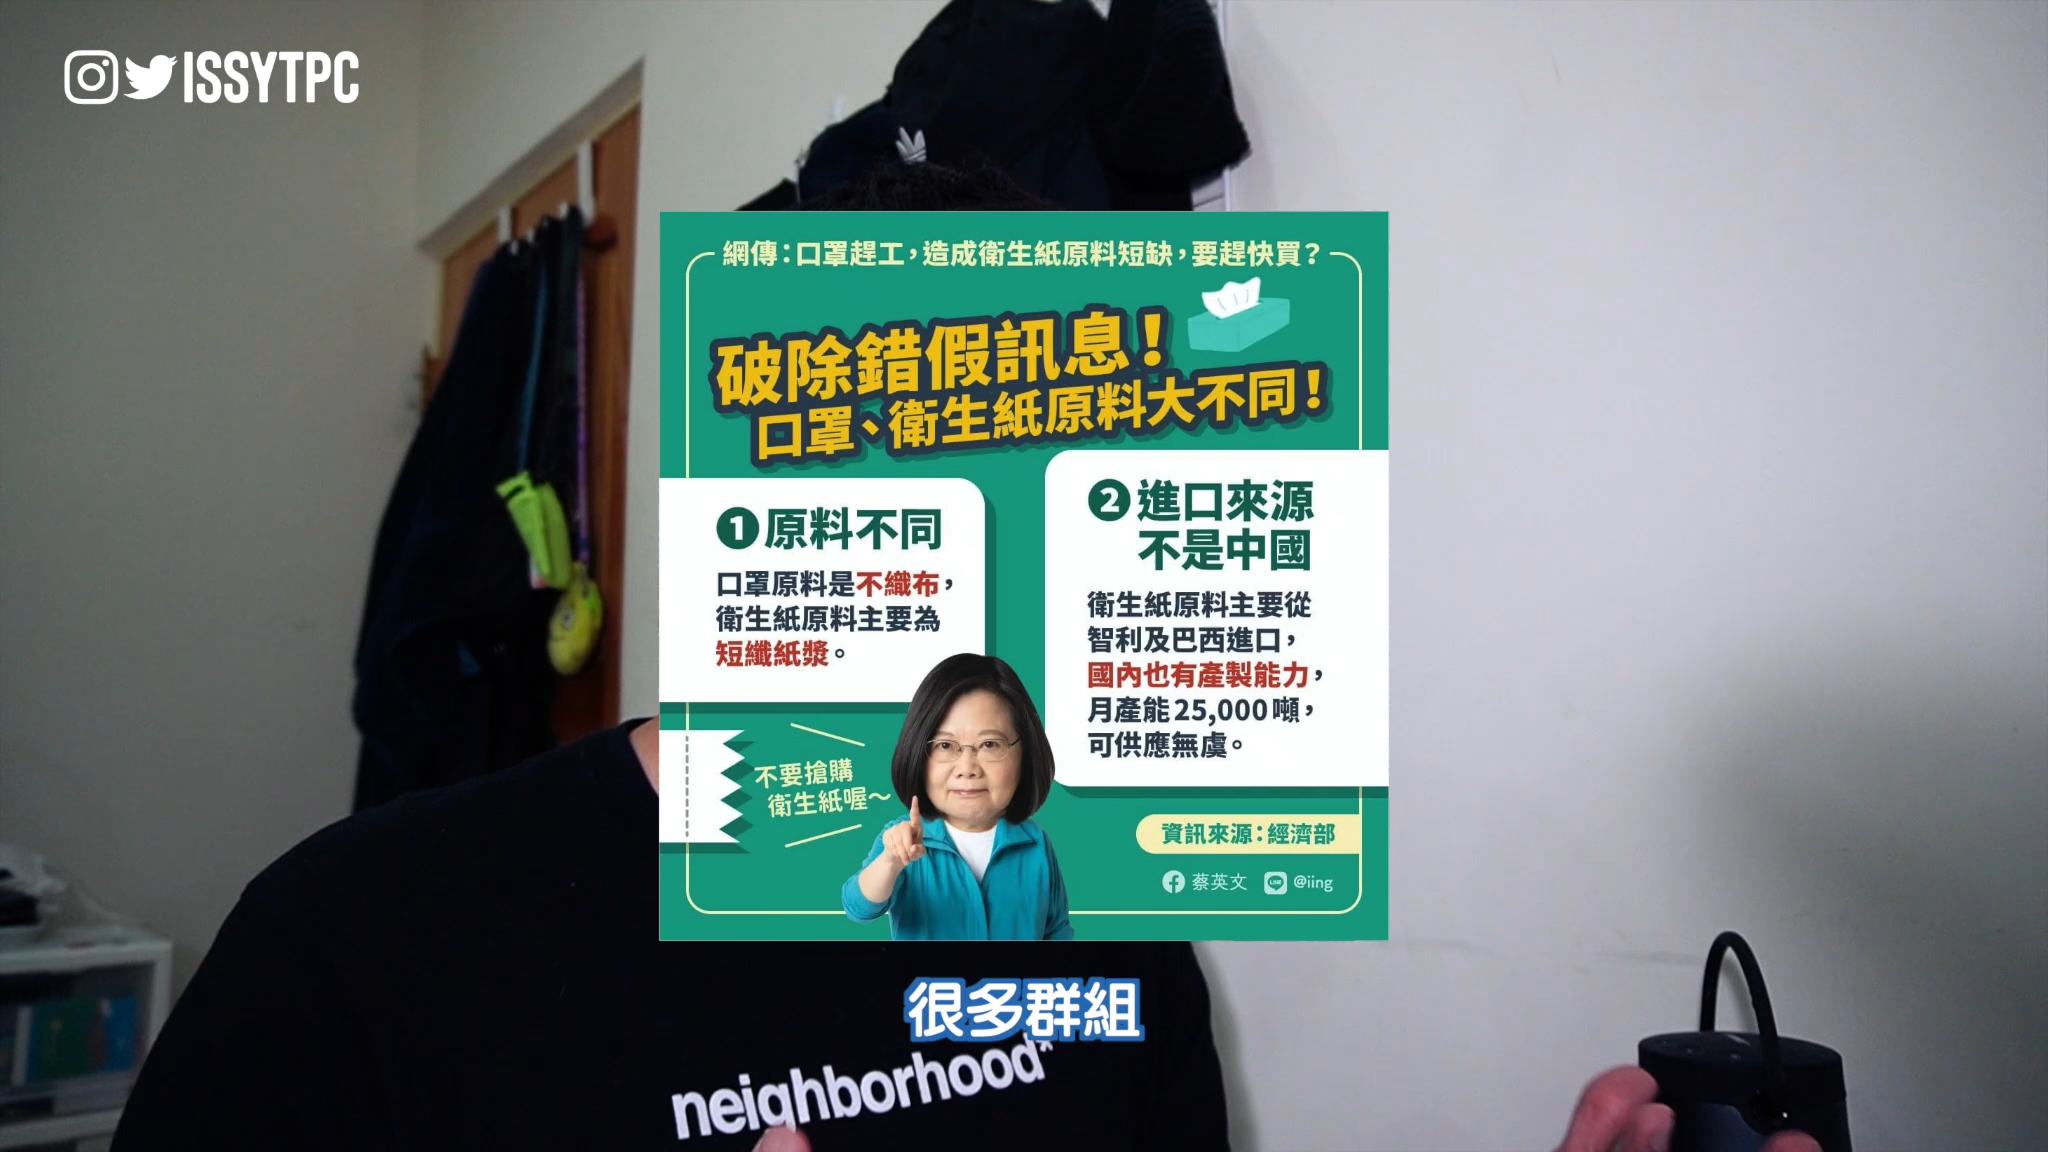 ISSYTPC
網傳：口罩趕工，造成衛生紙原料短缺，要趕快買？
破除錯假訊息！
口罩、衛生紙原料大不同！
1 原料不同
口罩原料是不織布，
衛生紙原料主要為
短纖紙漿。
2 進口來源
不是中國
衛生紙原料主要從
智利及巴西進口，
國內也有產製能力，
月產能25,000噸，
可供應無虞。
不要搶購
衛生紙喔～
資訊來源：經濟部
蔡英文 LINE @iing
很多群組
neighborhood*